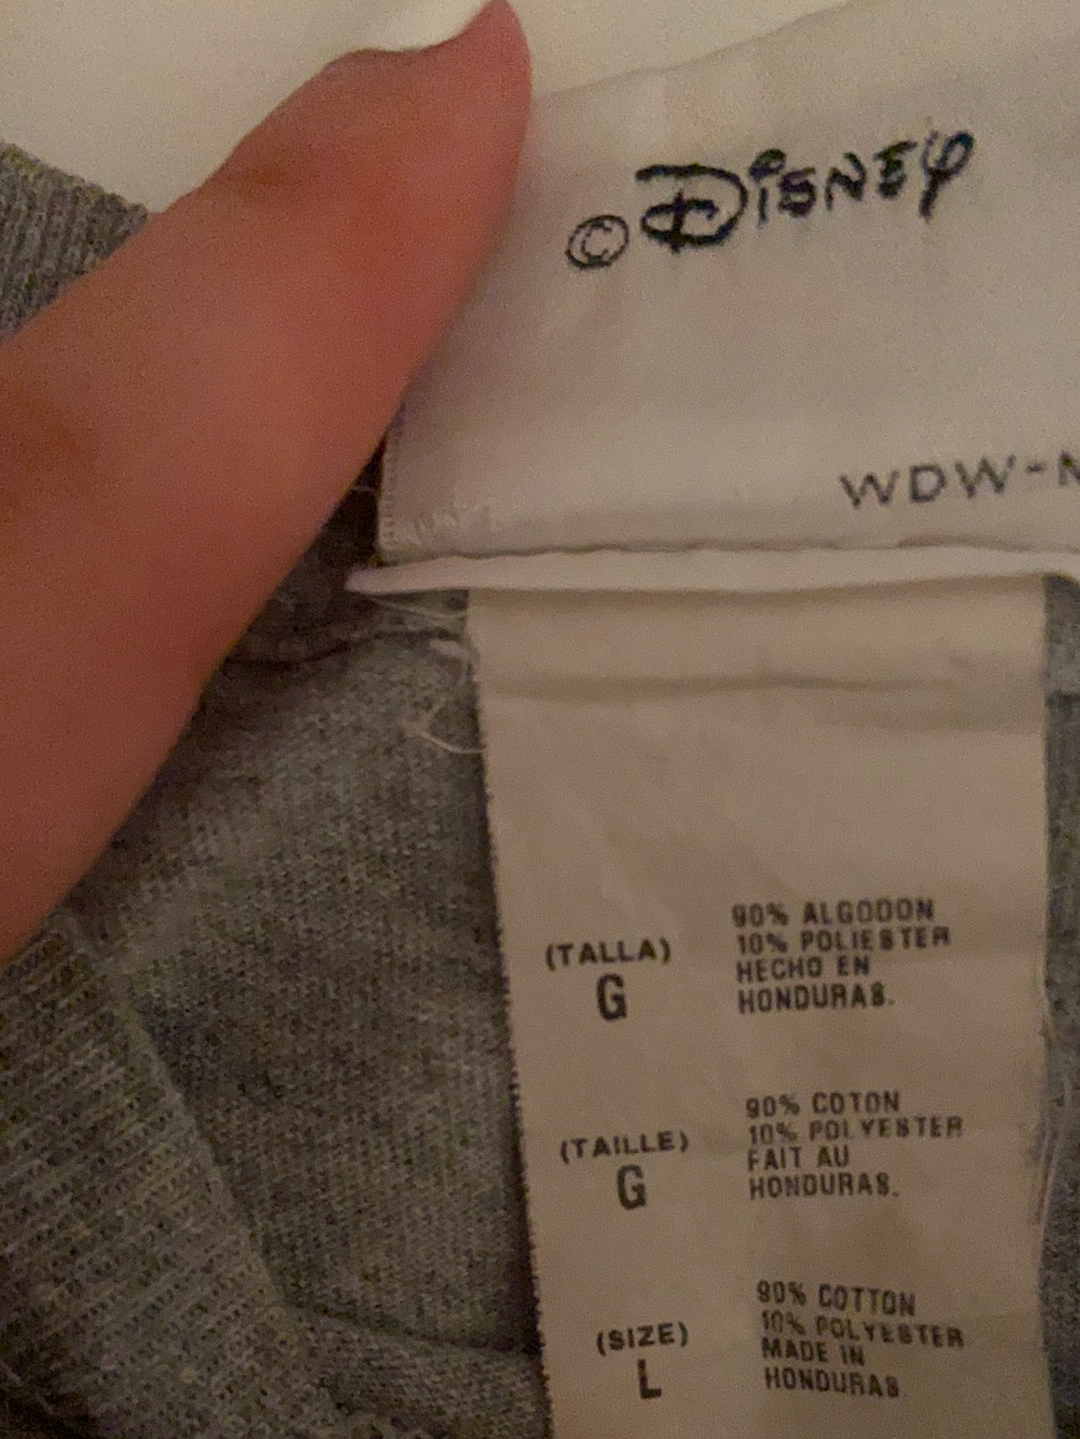 © Disney
WDW-
(TALLA)
G
90% ALGODON
10% POLIESTER
HECHO EN
HONDURAS.
(TAILLE)
G
90% COTON
10% POLYESTER
FAIT AU
HONDURAS.
(SIZE)
L
90% COTTON
10% POLYESTER
MADE IN
HONDURAS